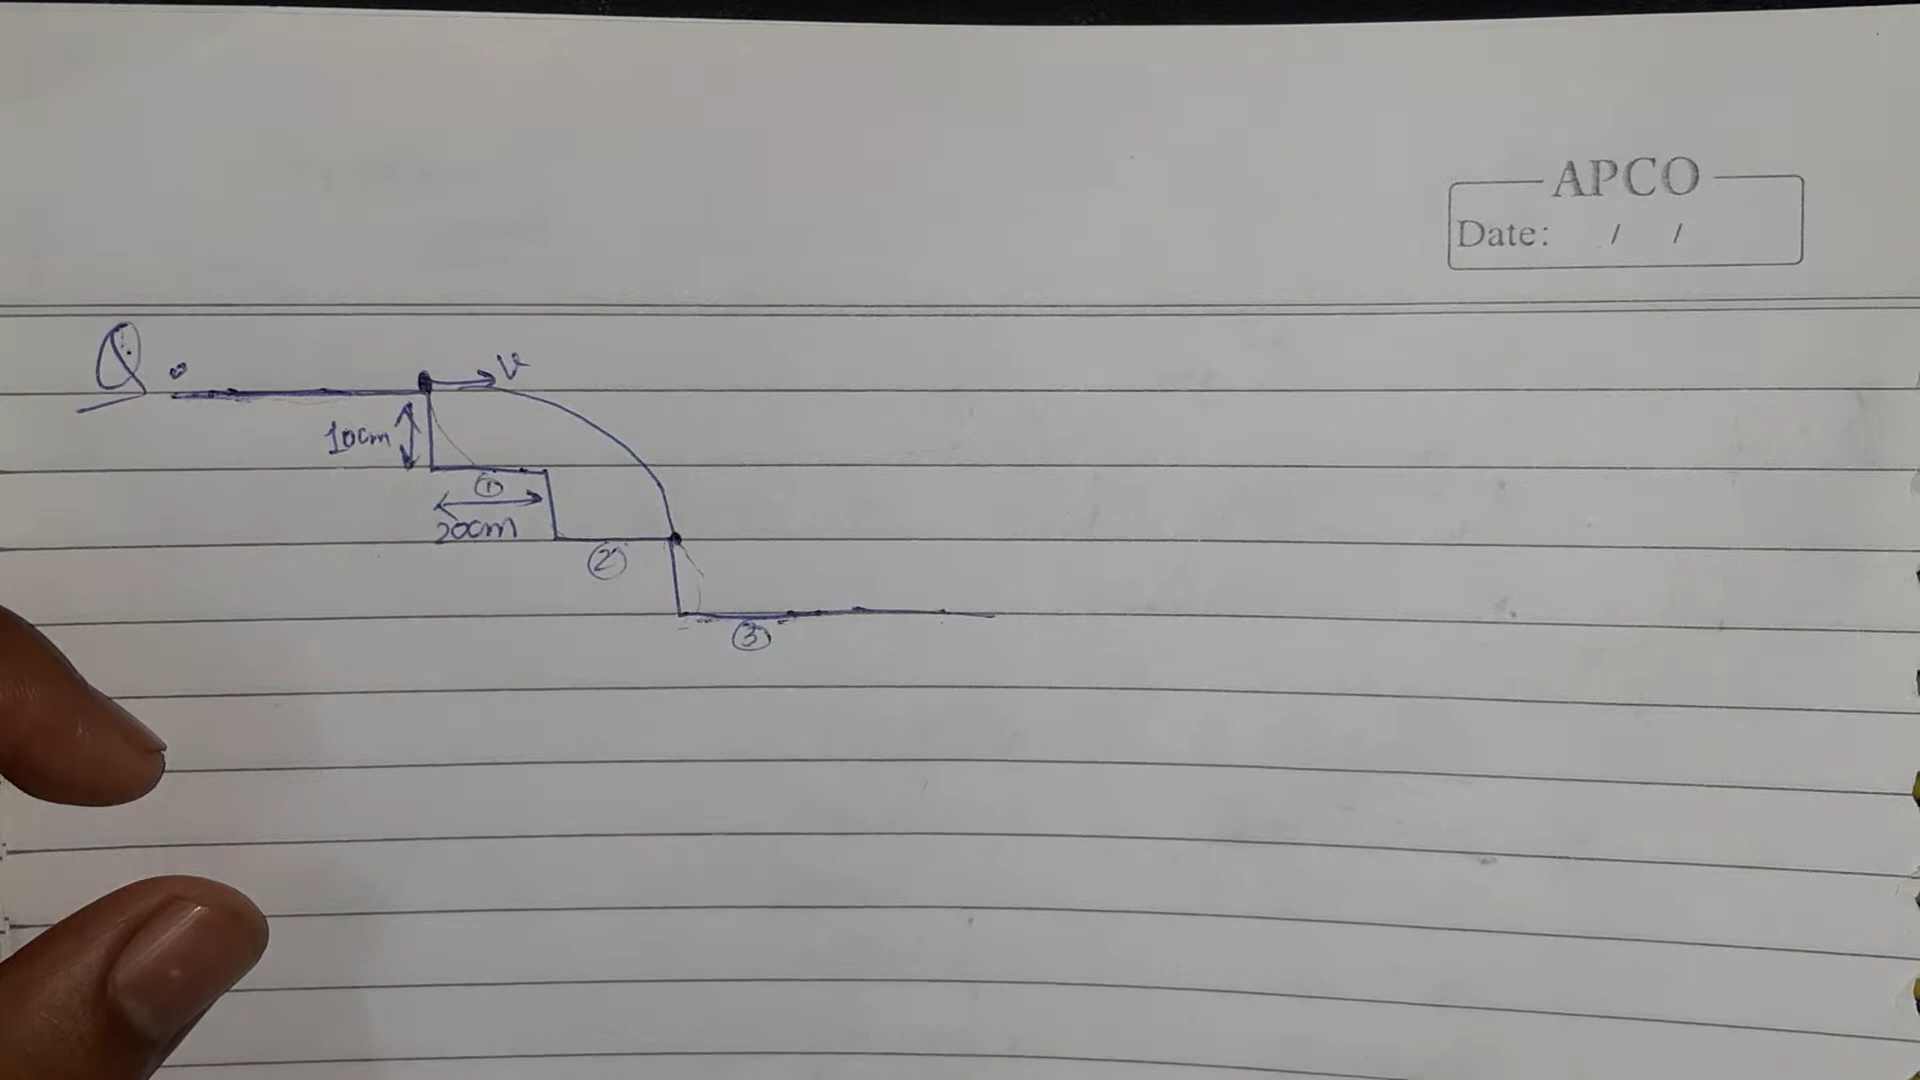 APCO
Date: / /
Q.
v
10cm
①
20cm
②
③